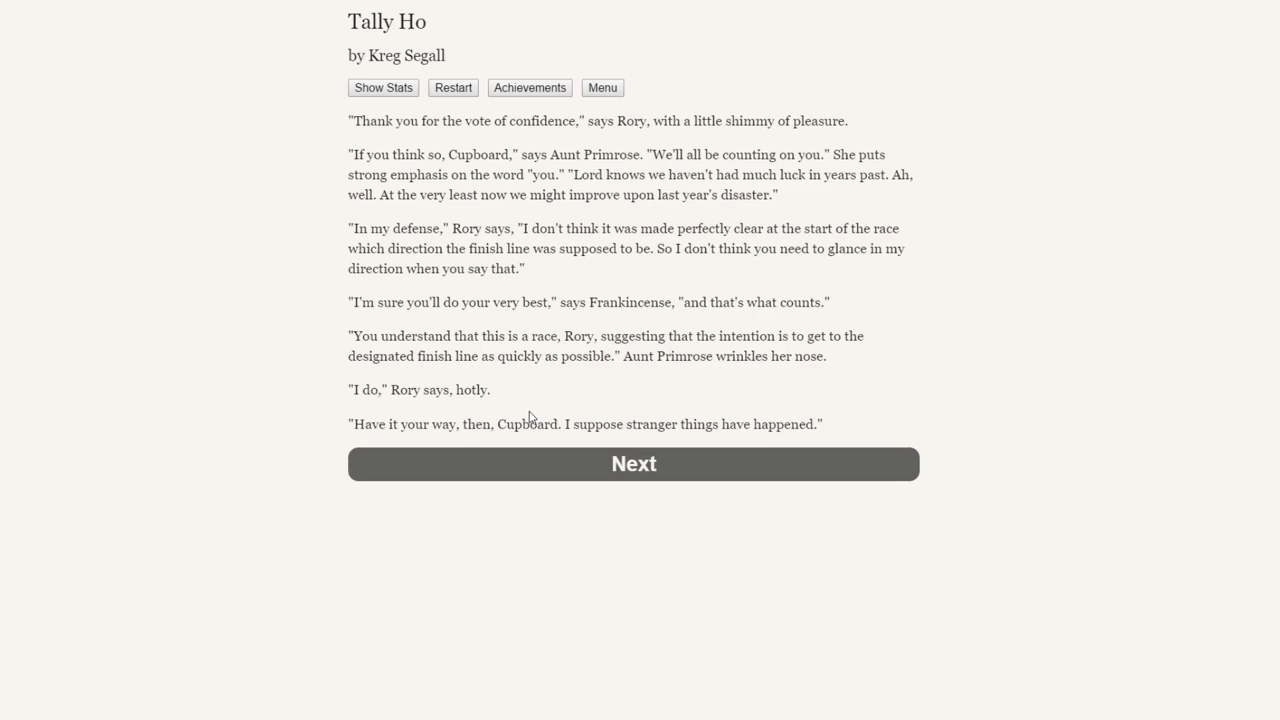 Tally Ho
by Kreg Segall
Show Stats Restart Achievements Menu
"Thank you for the vote of confidence," says Rory, with a little shimmy of pleasure.
"If you think so, Cupboard," says Aunt Primrose. "We'll all be counting on you." She puts
strong emphasis on the word "you." "Lord knows we haven't had much luck in years past. Ah,
well. At the very least now we might improve upon last year's disaster."
"In my defense," Rory says, "I don't think it was made perfectly clear at the start of the race
which direction the finish line was supposed to be. So I don't think you need to glance in my
direction when you say that."
"I'm sure you'll do your very best," says Frankincense, "and that's what counts."
"You understand that this is a race, Rory, suggesting that the intention is to get to the
designated finish line as quickly as possible." Aunt Primrose wrinkles her nose.
"I do," Rory says, hotly.
"Have it your way, then, Cupboard. I suppose stranger things have happened."
Next